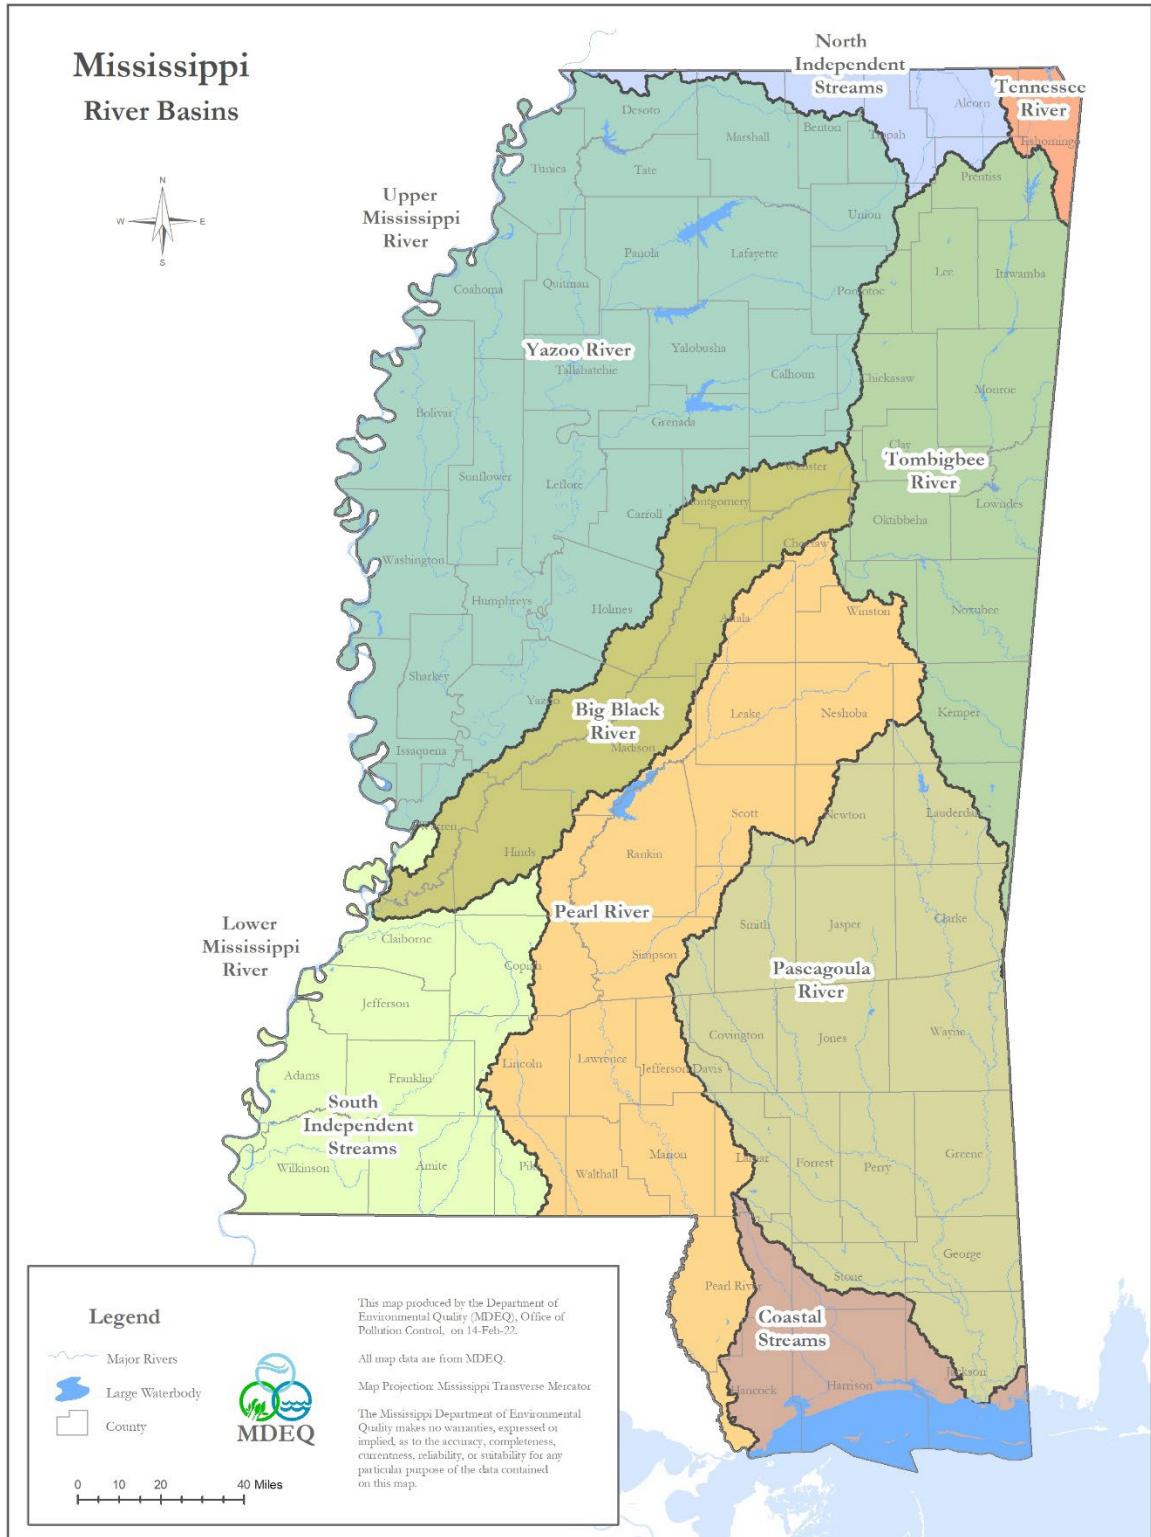 Mississippi
River Basins
N
W
E
S
North
Independent
Streams
Tennessee
River
Upper
Mississippi
River
Yazoo River
Tombigbee
River
Big Black
River
Pearl River
Lower
Mississippi
River
Pascagoula
River
South
Independent
Streams
Coastal
Streams
Desoto
Marshall
Benton
Tippah
Alcorn
Tishomingo
Tunica
Tate
Prentiss
Union
Panola
Lafayette
Lee
Itawamba
Coahoma
Quitman
Pontotoc
Yalobusha
Tallahatchie
Calhoun
Chickasaw
Monroe
Bolivar
Grenada
Clay
Sunflower
Leflore
Webster
Montgomery
Carroll
Oktibbeha
Lowndes
Choctaw
Washington
Humphreys
Holmes
Attala
Winston
Noxubee
Sharkey
Yazoo
Leake
Neshoba
Kemper
Issaquena
Madison
Warren
Hinds
Scott
Newton
Lauderdale
Rankin
Claiborne
Copiah
Simpson
Smith
Jasper
Clarke
Jefferson
Covington
Jones
Wayne
Adams
Franklin
Lincoln
Lawrence
Jefferson Davis
Wilkinson
Amite
Pike
Walthall
Marion
Lamar
Forrest
Perry
Greene
George
Pearl River
Stone
Hancock
Harrison
Jackson
Legend
Major Rivers
Large Waterbody
County
0 10 20 40 Miles
MDEQ
This map produced by the Department of
Environmental Quality (MDEQ), Office of
Pollution Control, on 14-Feb-22.
All map data are from MDEQ.
Map Projection: Mississippi Transverse Mercator
The Mississippi Department of Environmental
Quality makes no warranties, expressed or
implied, as to the accuracy, completeness,
currentness, reliability, or suitability for any
particular purpose of the data contained
on this map.